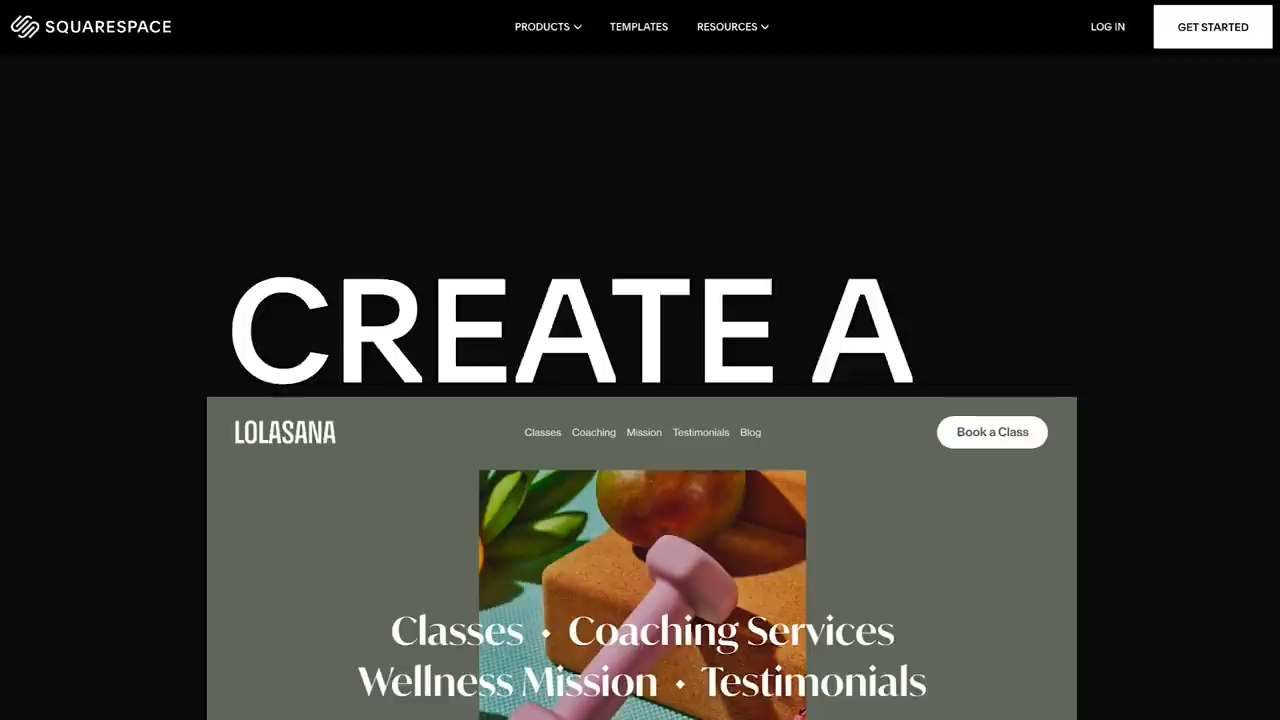 SQUARESPACE
PRODUCTS TEMPLATES RESOURCES
LOG IN
GET STARTED
CREATE A
LOLASANA
Classes Coaching Mission Testimonials Blog
Book a Class
Classes • Coaching Services
Wellness Mission • Testimonials